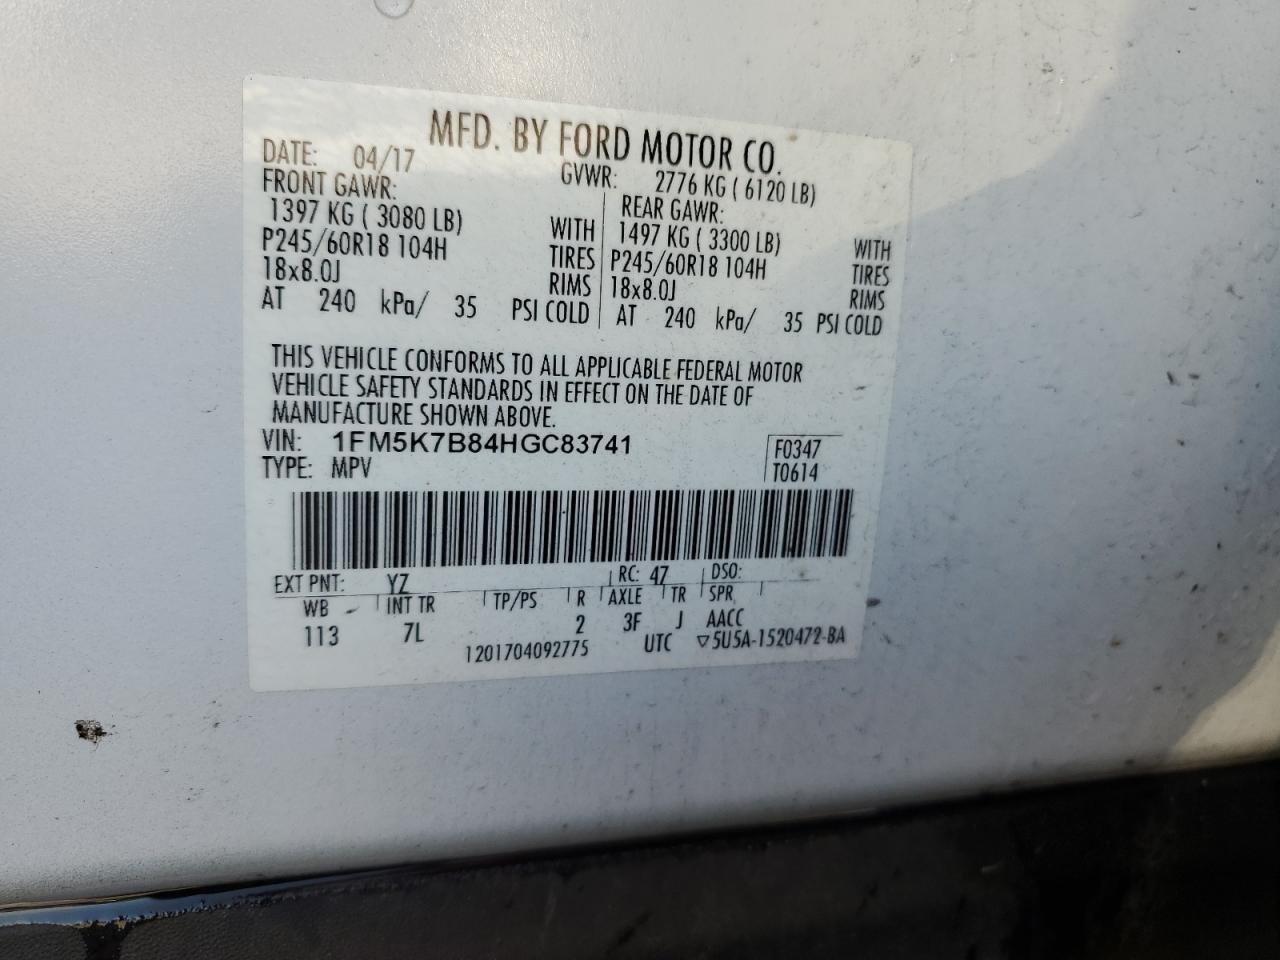 MFD. BY FORD MOTOR CO.
DATE: 04/17 GVWR: 2776 KG ( 6120 LB)
FRONT GAWR: REAR GAWR:
1397 KG ( 3080 LB) WITH 1497 KG ( 3300 LB) WITH
P245/60R18 104H TIRES P245/60R18 104H TIRES
18x8.0J RIMS 18x8.0J RIMS
AT 240 kPa/ 35 PSI COLD AT 240 kPa/ 35 PSI COLD
THIS VEHICLE CONFORMS TO ALL APPLICABLE FEDERAL MOTOR
VEHICLE SAFETY STANDARDS IN EFFECT ON THE DATE OF
MANUFACTURE SHOWN ABOVE.
VIN: 1FM5K7B84HGC83741 F0347
TYPE: MPV T0614
EXT PNT: YZ RC: 47 DSO:
WB INT TR TP/PS R AXLE TR SPR
113 7L 2 3F J AACC
1201704092775 UTC ▽5U5A-1520472-BA